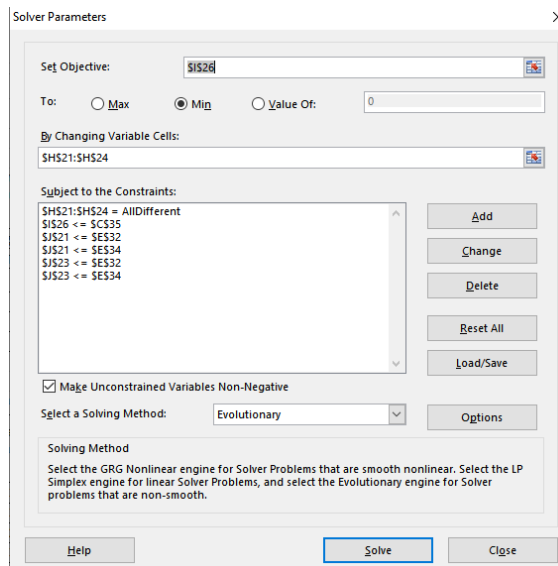 Solver Parameters
Set Objective:
$I$26
To:
Max
Min
Value Of:
0
By Changing Variable Cells:
$H$21:$H$24
Subject to the Constraints:
$H$21:$H$24 = AllDifferent
$I$26 <= $C$35
$J$21 <= $E$32
$J$21 <= $E$34
$J$23 <= $E$32
$J$23 <= $E$34
Add
Change
Delete
Reset All
Load/Save
Make Unconstrained Variables Non-Negative
Select a Solving Method:
Evolutionary
Options
Solving Method
Select the GRG Nonlinear engine for Solver Problems that are smooth nonlinear. Select the LP
Simplex engine for linear Solver Problems, and select the Evolutionary engine for Solver
problems that are non-smooth.
Help
Solve
Close